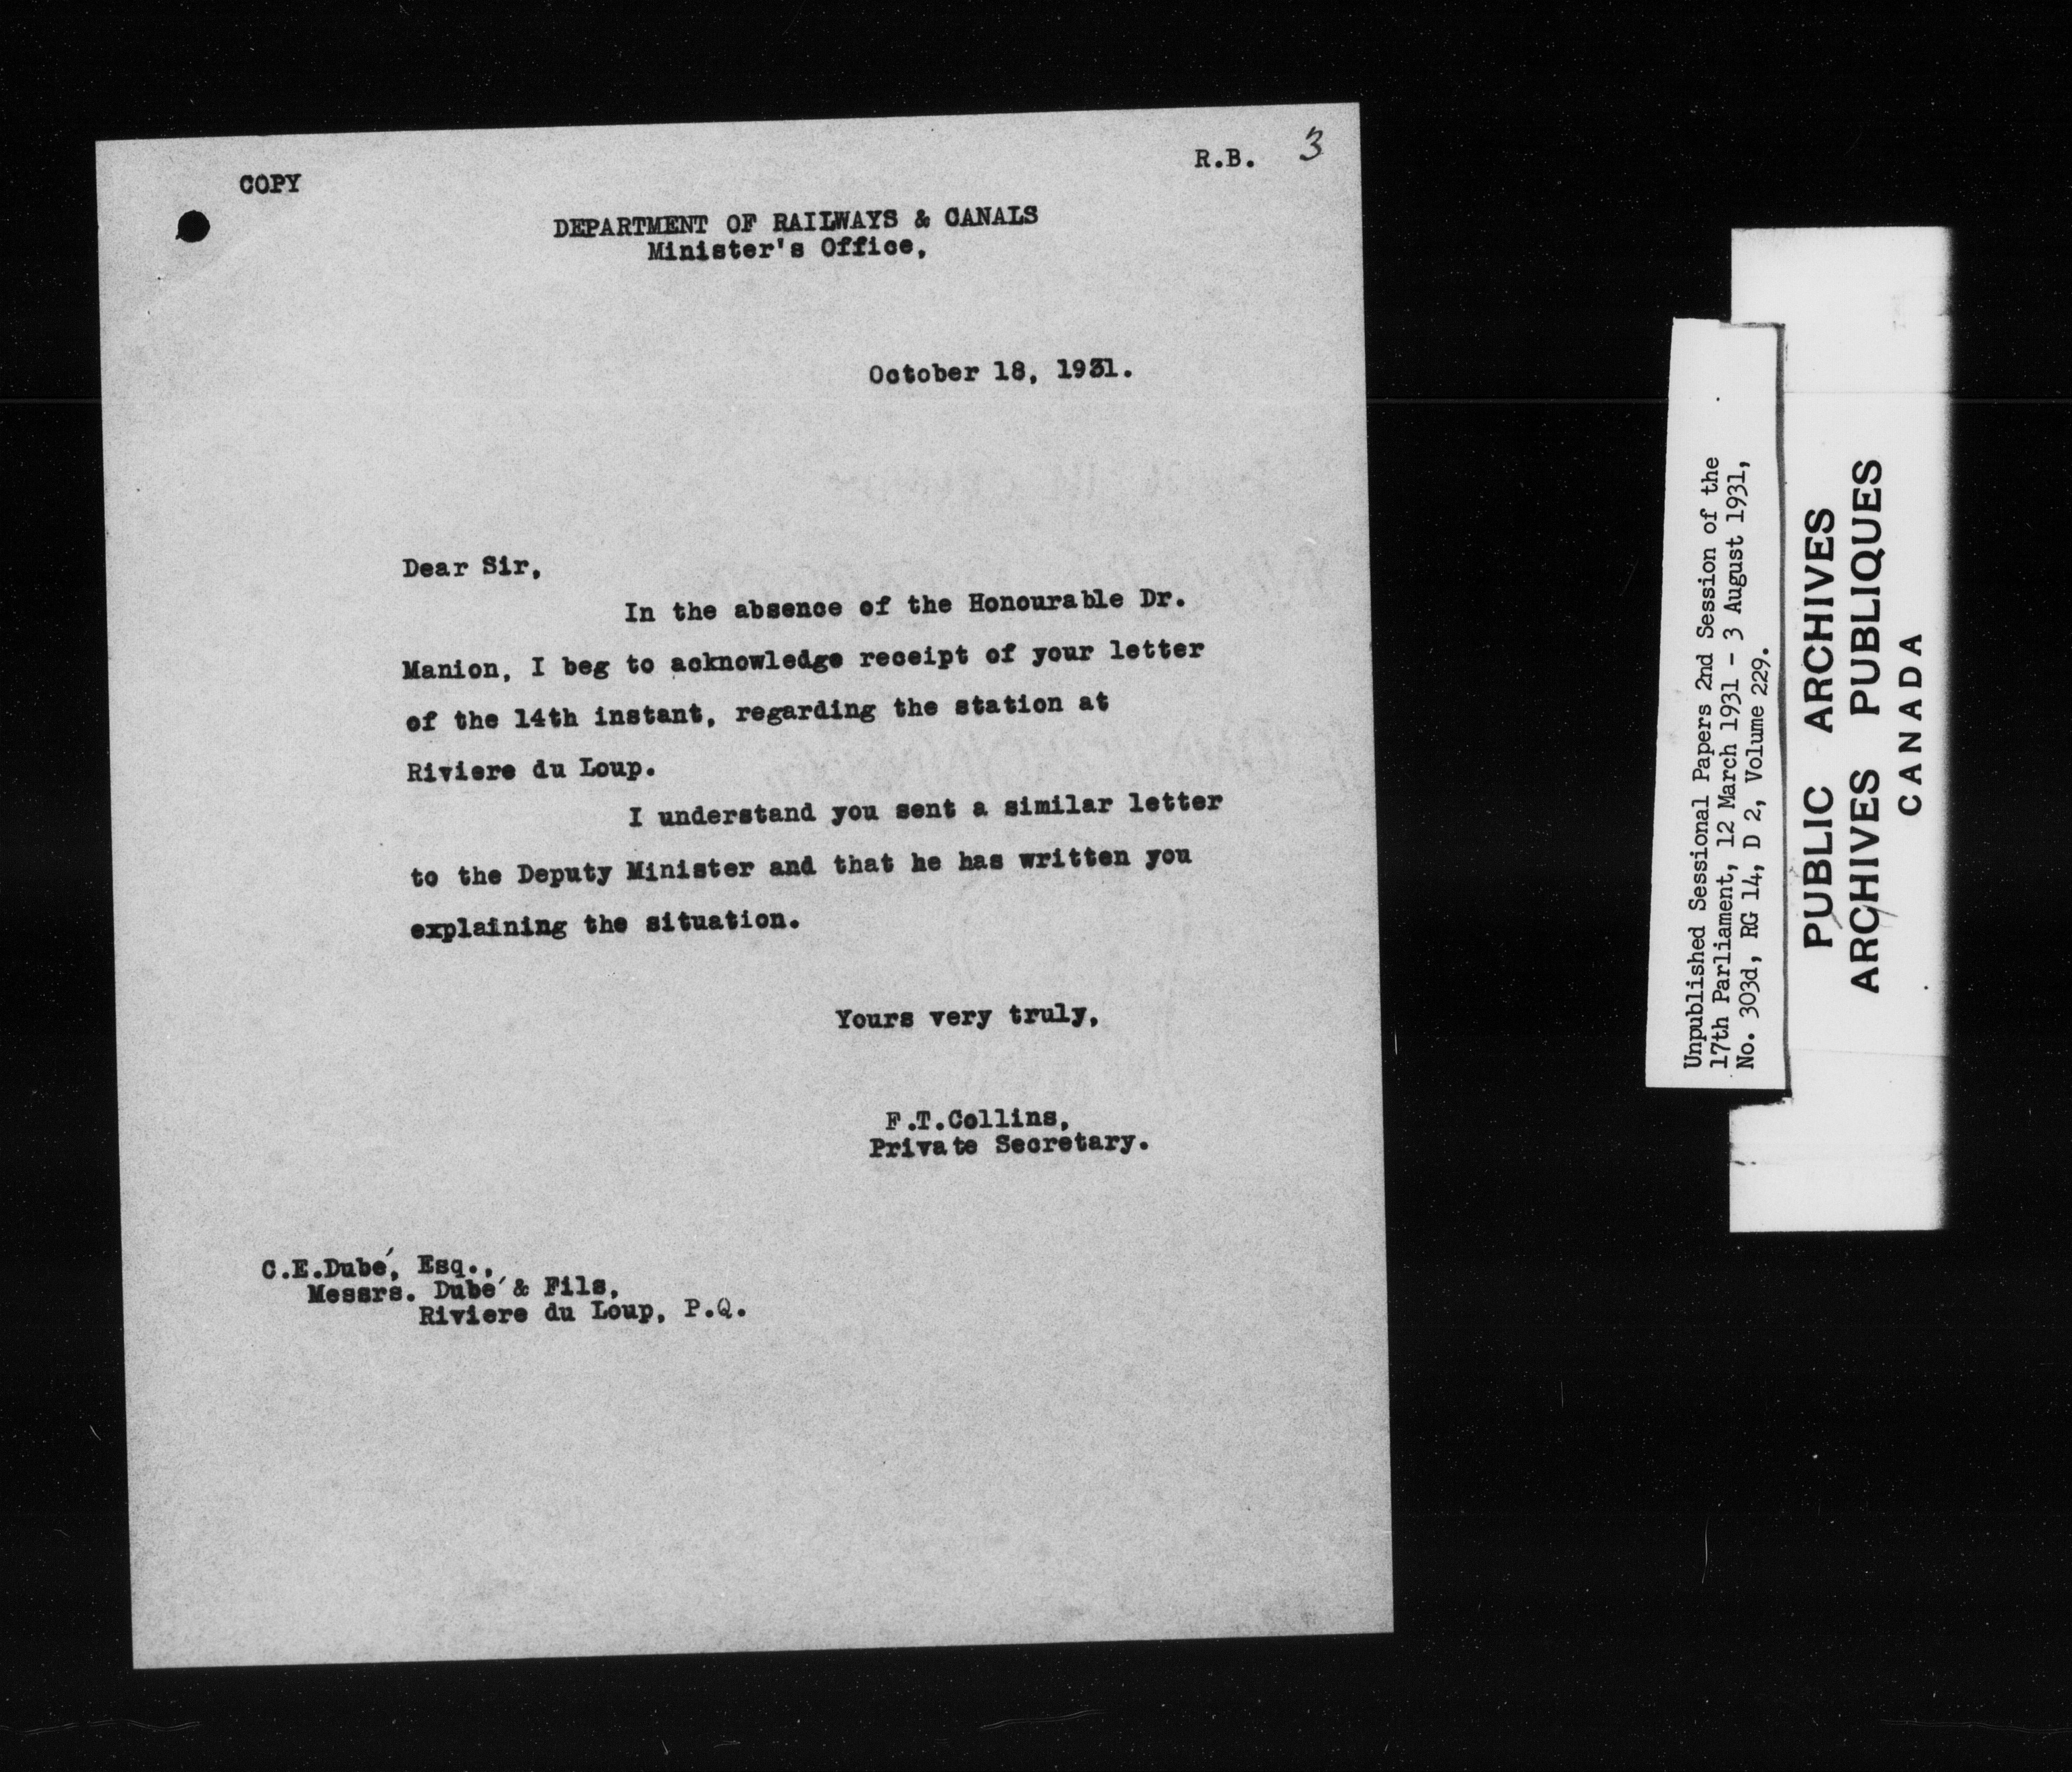 COPY
R.B. 3
DEPARTMENT OF RAILWAYS & CANALS
Minister's Office,
October 18, 1931.
Dear Sir,
In the absence of the Honourable Dr.
Manion, I beg to acknowledge receipt of your letter
of the 14th instant, regarding the station at
Riviere du Loup.
I understand you sent a similar letter
to the Deputy Minister and that he has written you
explaining the situation.
Yours very truly,
F.T.Collins,
Private Secretary.
C.E.Dubé, Esq.,
Messrs. Dubé & Fils,
Riviere du Loup, P.Q.
Unpublished Sessional Papers 2nd Session of the
17th Parliament, 12 March 1931 - 3 August 1931,
No. 303d, RG 14, D 2, Volume 229.
PUBLIC ARCHIVES
ARCHIVES PUBLIQUES
CANADA